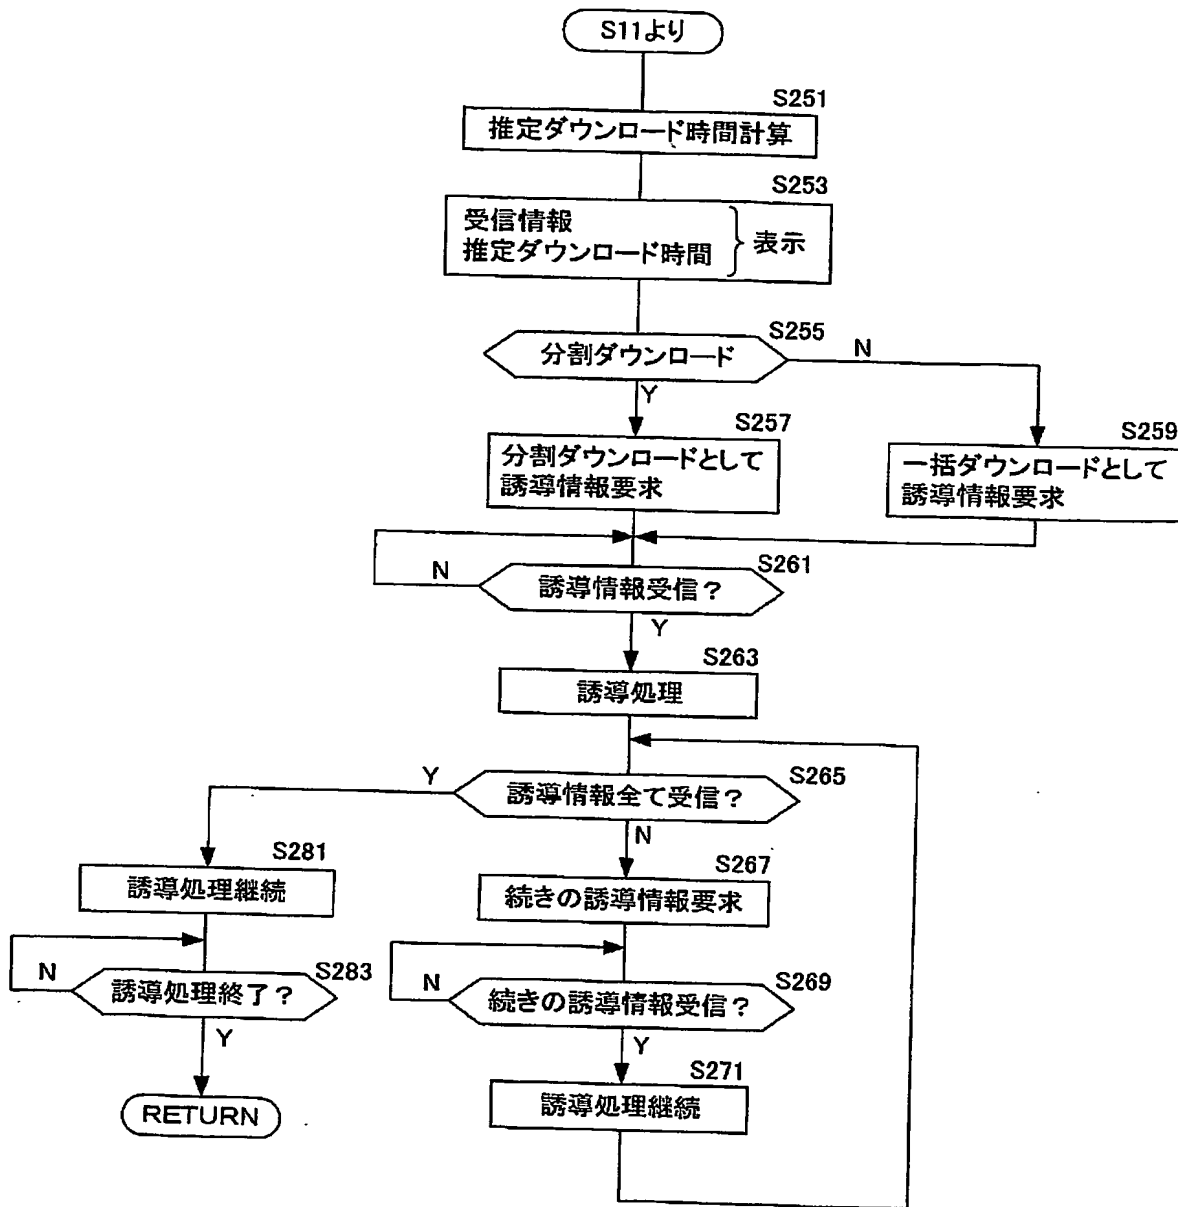 S11より
S251
推定ダウンロード時間計算
S253
受信情報
推定ダウンロード時間
表示
S255
分割ダウンロード
N
Y
S257
分割ダウンロードとして
誘導情報要求
S259
一括ダウンロードとして
誘導情報要求
S261
N
誘導情報受信?
Y
S263
誘導処理
S265
Y
誘導情報全て受信?
N
S281
誘導処理継続
S267
続きの誘導情報要求
S283
N
誘導処理終了?
Y
S269
N
続きの誘導情報受信?
Y
S271
誘導処理継続
RETURN